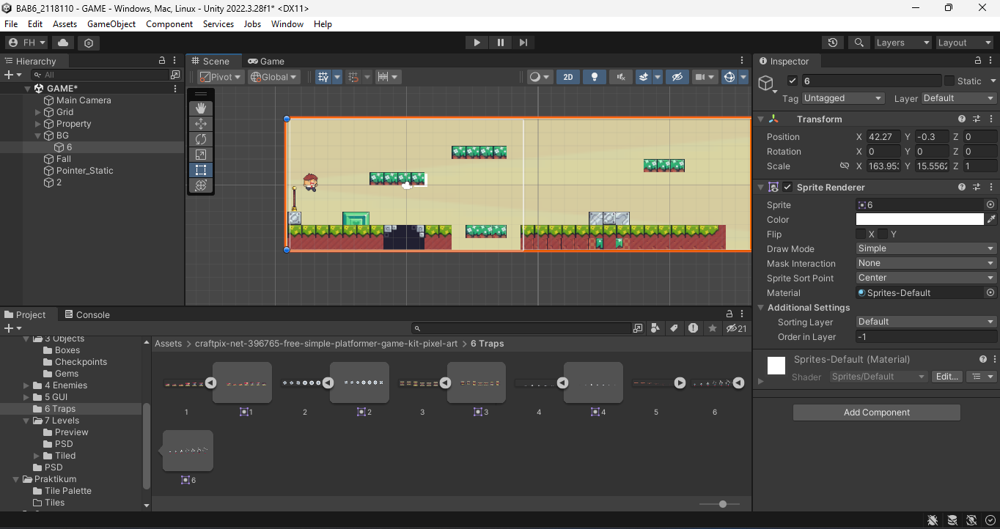 BAB6_2118110 - GAME - Windows, Mac, Linux - Unity 2022.3.28f1* <DX11>
File Edit Assets GameObject Component Services Jobs Window Help
FH
Layers Layout
Hierarchy
All
GAME*
Main Camera
Grid
Property
BG
6
Fall
Pointer_Static
2
Scene Game
Pivot Global 2D
Inspector
6 Static
Tag Untagged Layer Default
Transform
Position X 42.27 Y -0.3 Z 0
Rotation X 0 Y 0 Z 0
Scale X 163.953 Y 15.5562 Z 1
Sprite Renderer
Sprite 6
Color
Flip X Y
Draw Mode Simple
Mask Interaction None
Sprite Sort Point Center
Material Sprites-Default
Additional Settings
Sorting Layer Default
Order in Layer -1
Sprites-Default (Material)
Shader Sprites/Default Edit...
Add Component
Project Console
21
3 Objects
Boxes
Checkpoints
Gems
4 Enemies
5 GUI
6 Traps
7 Levels
Preview
PSD
Tiled
PSD
Praktikum
Tile Palette
Tiles
Assets > craftpix-net-396765-free-simple-platformer-game-kit-pixel-art > 6 Traps
1 1 2 2 3 3 4 4 5 6
6